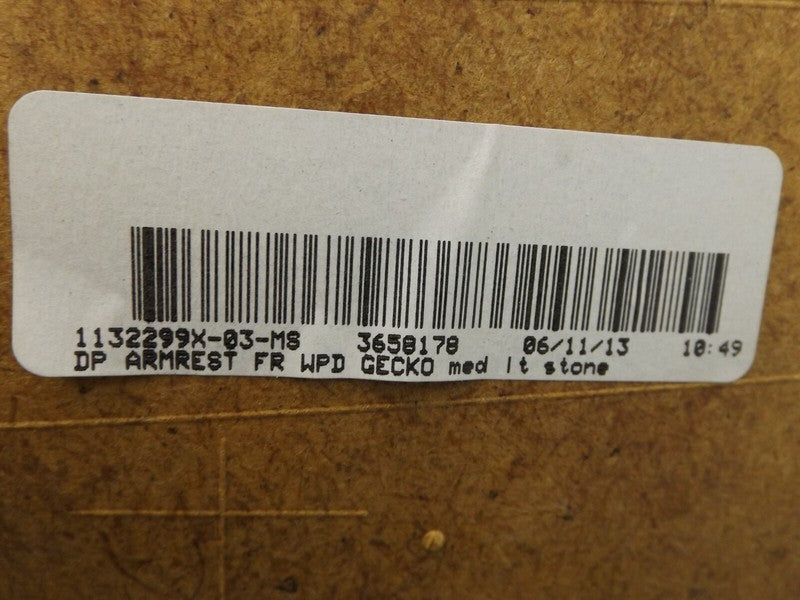 1132299X-03-MS 3658178 06/11/13 10:49
DP ARMREST FR WPD GECKO med lt stone